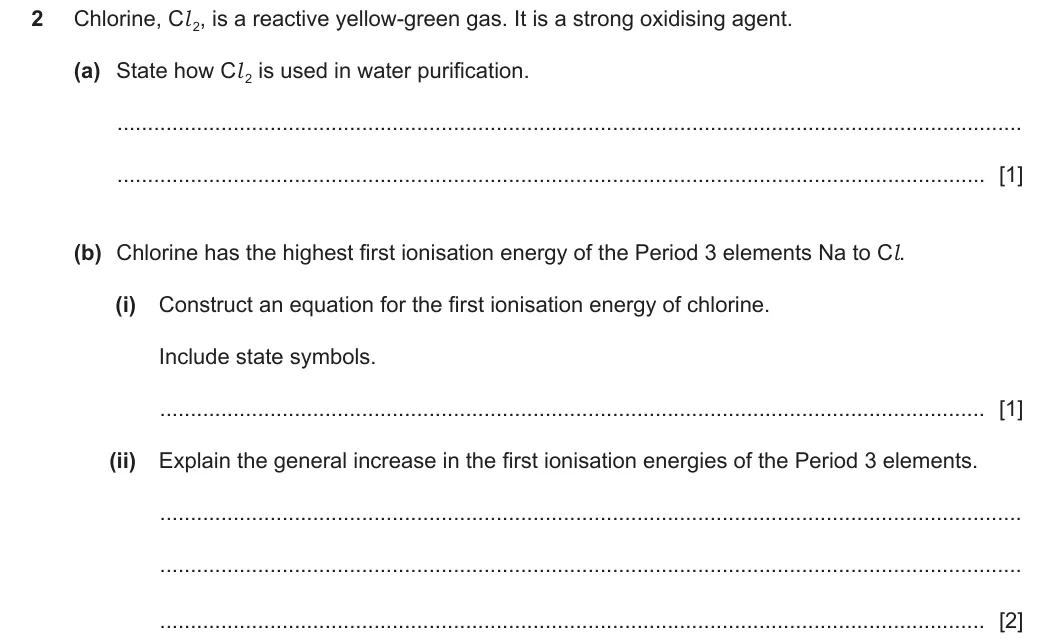 2 Chlorine, Cl₂, is a reactive yellow-green gas. It is a strong oxidising agent.
(a) State how Cl₂ is used in water purification.
..........................................................................................................................................................
.................................................................................................................................................... [1]
(b) Chlorine has the highest first ionisation energy of the Period 3 elements Na to Cl.
(i) Construct an equation for the first ionisation energy of chlorine.
Include state symbols.
............................................................................................................................................ [1]
(ii) Explain the general increase in the first ionisation energies of the Period 3 elements.
...................................................................................................................................................
...................................................................................................................................................
............................................................................................................................................ [2]